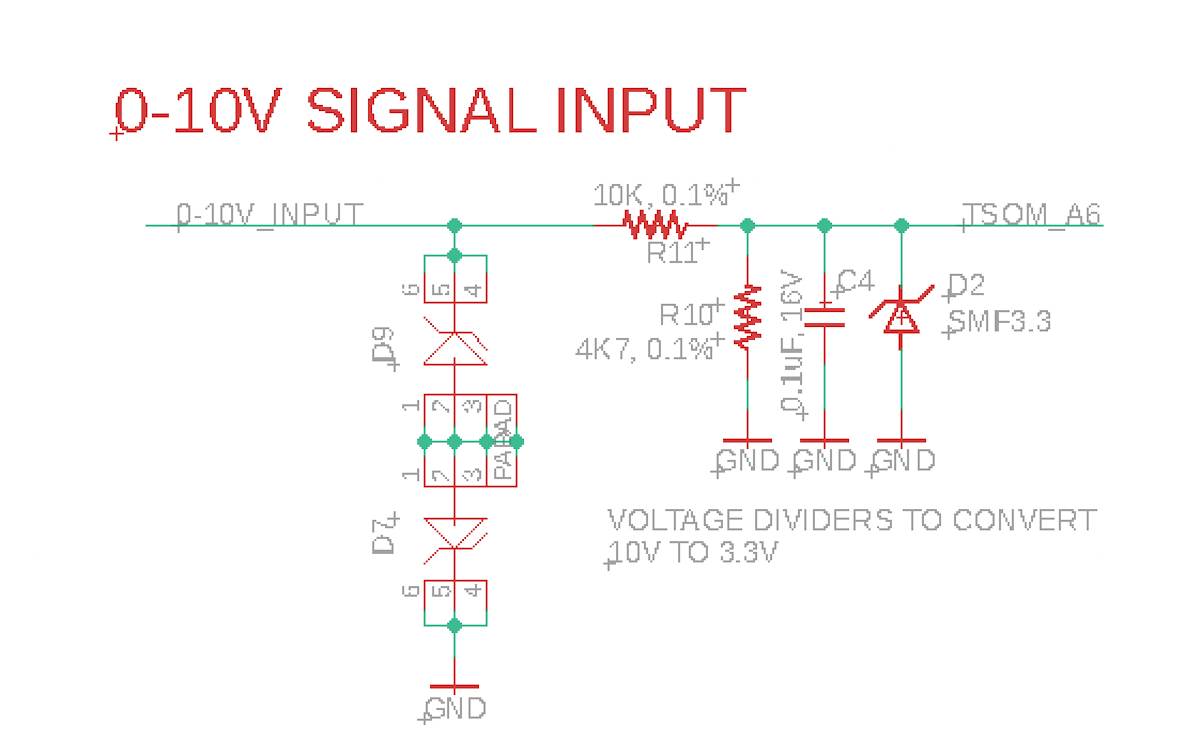 0-10V SIGNAL INPUT
10K, 0.1%
0-10V_INPUT
TSOM_A6
R11
6 5 4
C4
D2
R10
SMF3.3
4K7, 0.1%
0.1uF, 16V
D9
1 2 3 PAD
GND GND GND
1 2 3 PAD
VOLTAGE DIVIDERS TO CONVERT
10V TO 3.3V
D7
6 5 4
GND